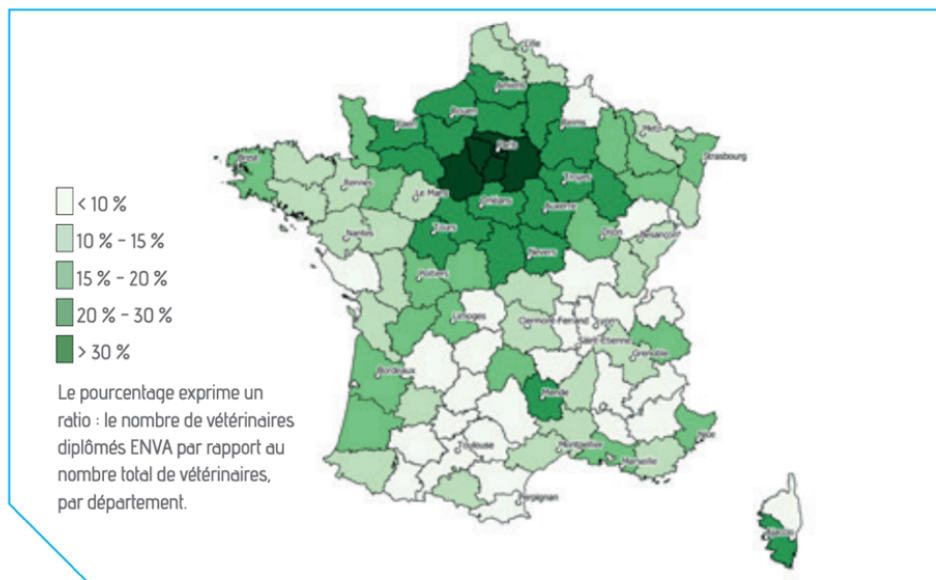 Lille
Amiens
Rouen
Caen
Reims
Metz
Paris
Strasbourg
Brest
Rennes
Le Mans
Troyes
Orléans
Auxerre
Nantes
Tours
Dijon
Besançon
Nevers
Poitiers
Limoges
Clermont-Ferrand
Lyon
Saint-Etienne
Grenoble
Bordeaux
Mende
Toulouse
Montpellier
Nice
Marseille
Perpignan
Ajaccio
< 10 %
10 % - 15 %
15 % - 20 %
20 % - 30 %
> 30 %
Le pourcentage exprime un
ratio : le nombre de vétérinaires
diplômés ENVA par rapport au
nombre total de vétérinaires,
par département.